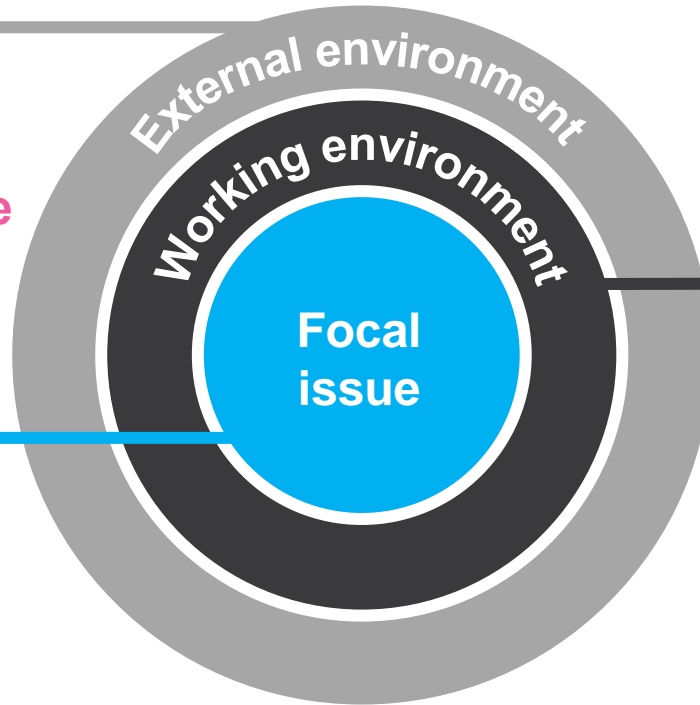 External environment
Working environment
e
Focal
issue